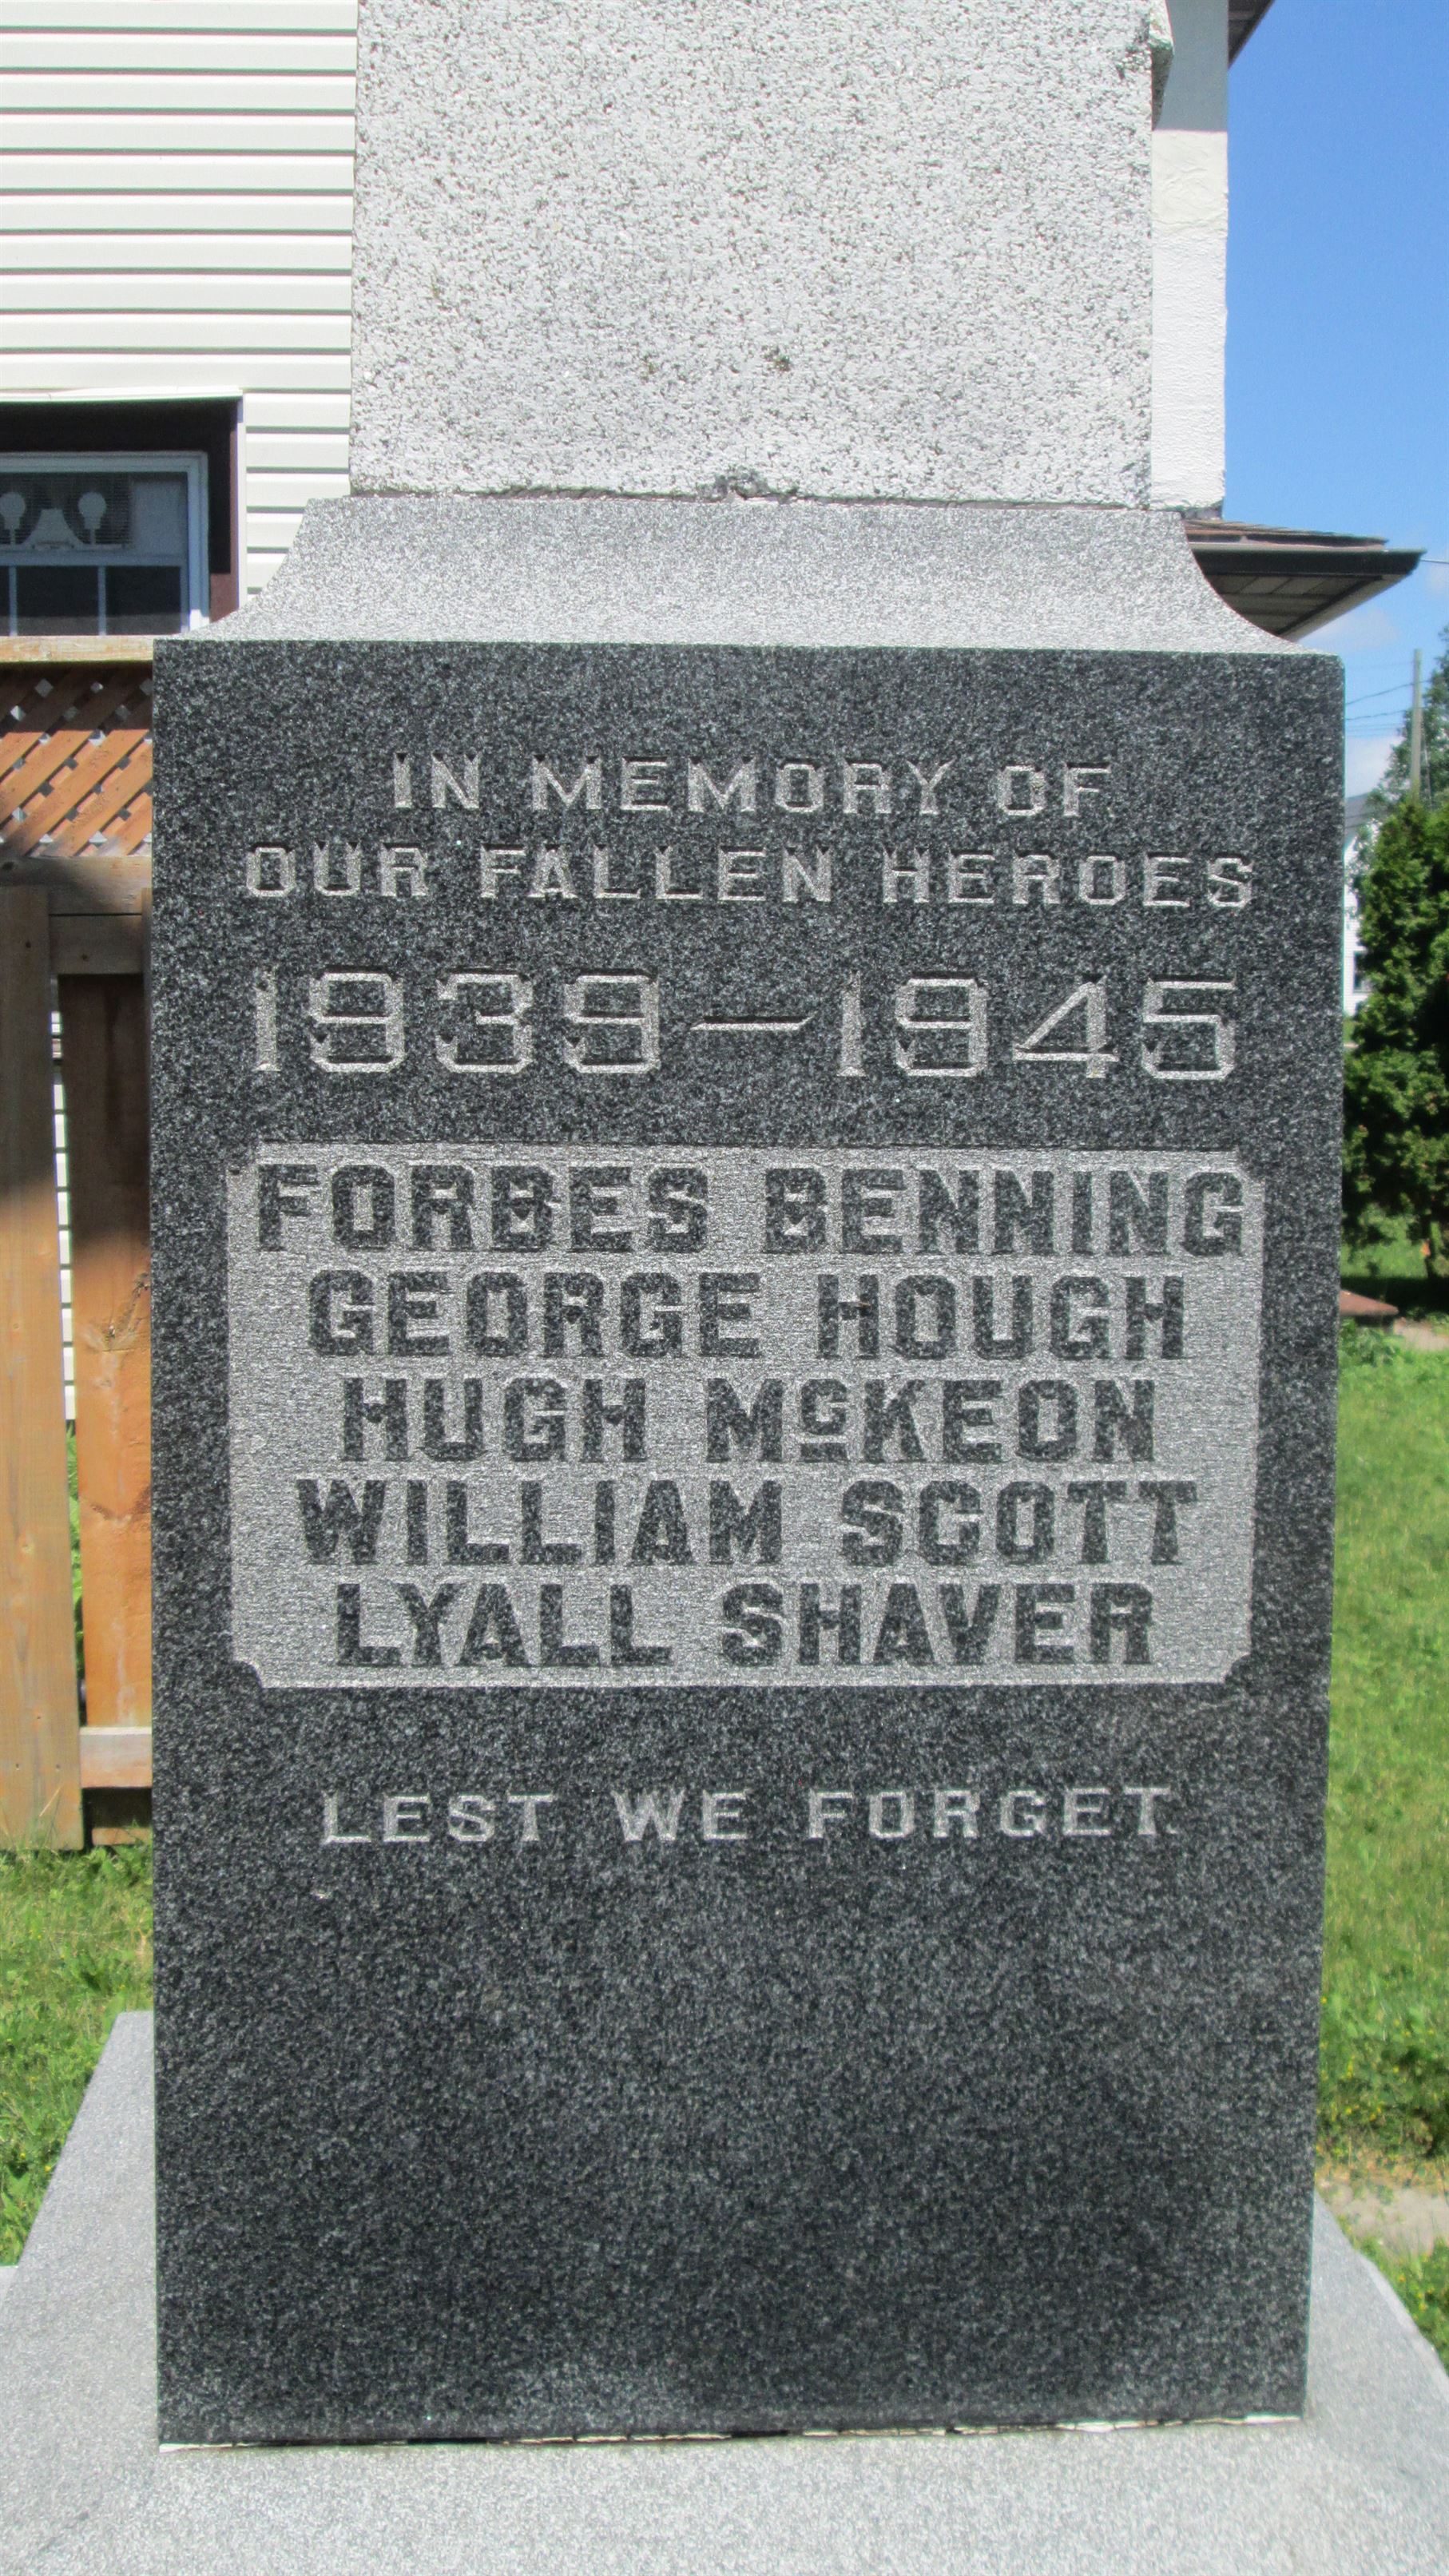 IN MEMORY OF
OUR FALLEN HEROES
1939—1945
FORBES BENNING
GEORGE HOUGH
HUGH McKEON
WILLIAM SCOTT
LYALL SHAVER
LEST WE FORGET